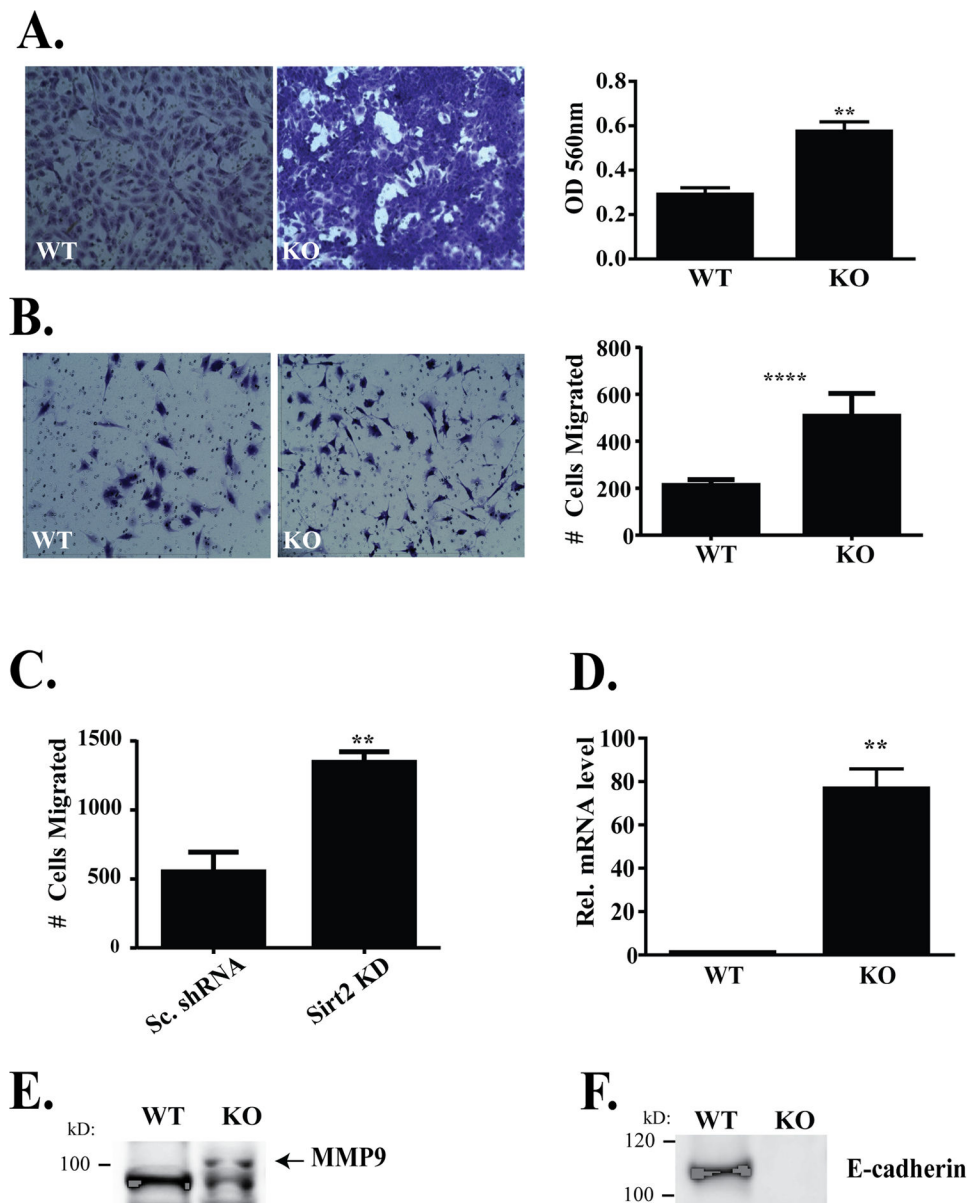 A.
WT
KO
OD 560nm
0.8
0.6
0.4
0.2
0.0
**
WT
KO
B.
WT
KO
# Cells Migrated
800
600
400
200
0
****
WT
KO
C.
# Cells Migrated
1500
1000
500
0
**
Sc. shRNA
Sirt2 KD
D.
Rel. mRNA level
100
80
60
40
20
0
**
WT
KO
E.
WT KO
kD:
100
MMP9
F.
WT KO
kD:
120
100
E-cadherin